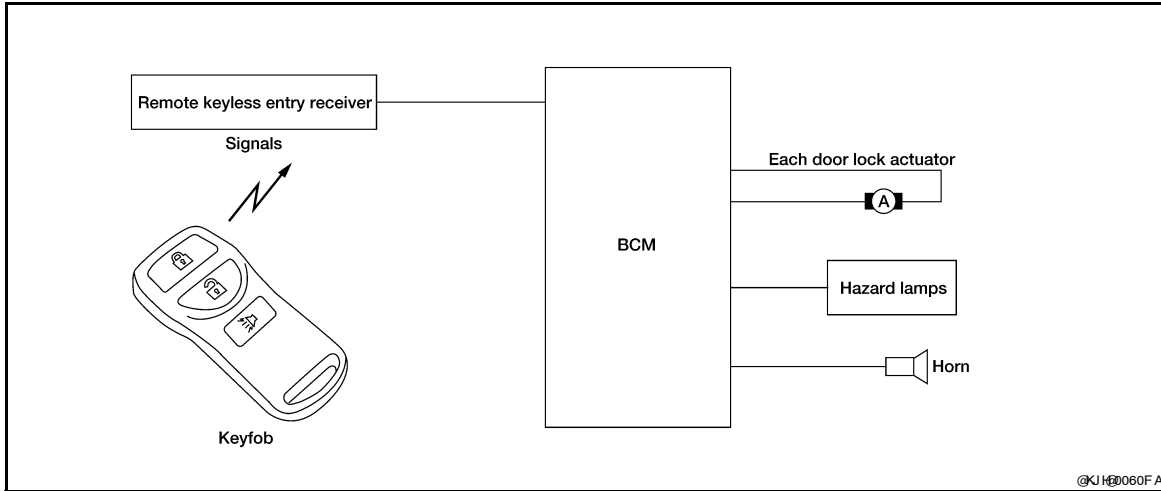 Remote keyless entry receiver
Signals
Keyfob
BCM
Each door lock actuator
A
Hazard lamps
Horn